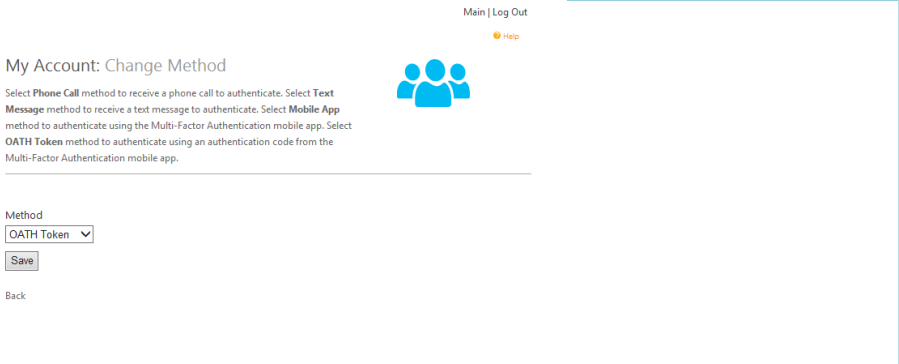 Main | Log Out
Help
My Account: Change Method
Select Phone Call method to receive a phone call to authenticate. Select Text
Message method to receive a text message to authenticate. Select Mobile App
method to authenticate using the Multi-Factor Authentication mobile app. Select
OATH Token method to authenticate using an authentication code from the
Multi-Factor Authentication mobile app.
Method
OATH Token
Save
Back